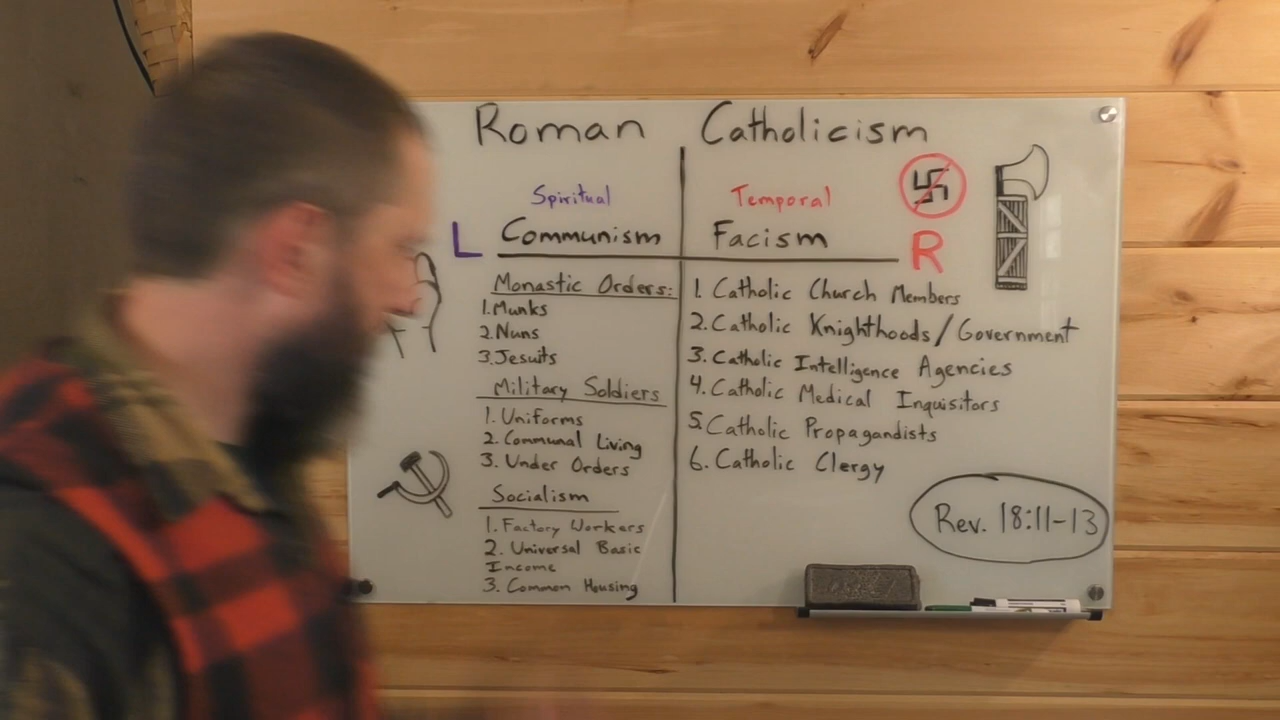 Roman Catholicism
Spiritual
L Communism
Monastic Orders:
1. Munks
2. Nuns
3. Jesuits
Military Soldiers
1. Uniforms
2. Communal Living
3. Under Orders
Socialism
1. Factory Workers
2. Universal Basic
Income
3. Common Housing
Temporal
Facism R
1. Catholic Church Members
2. Catholic Knighthoods/Government
3. Catholic Intelligence Agencies
4. Catholic Medical Inquisitors
5. Catholic Propagandists
6. Catholic Clergy
Rev. 18:11-13